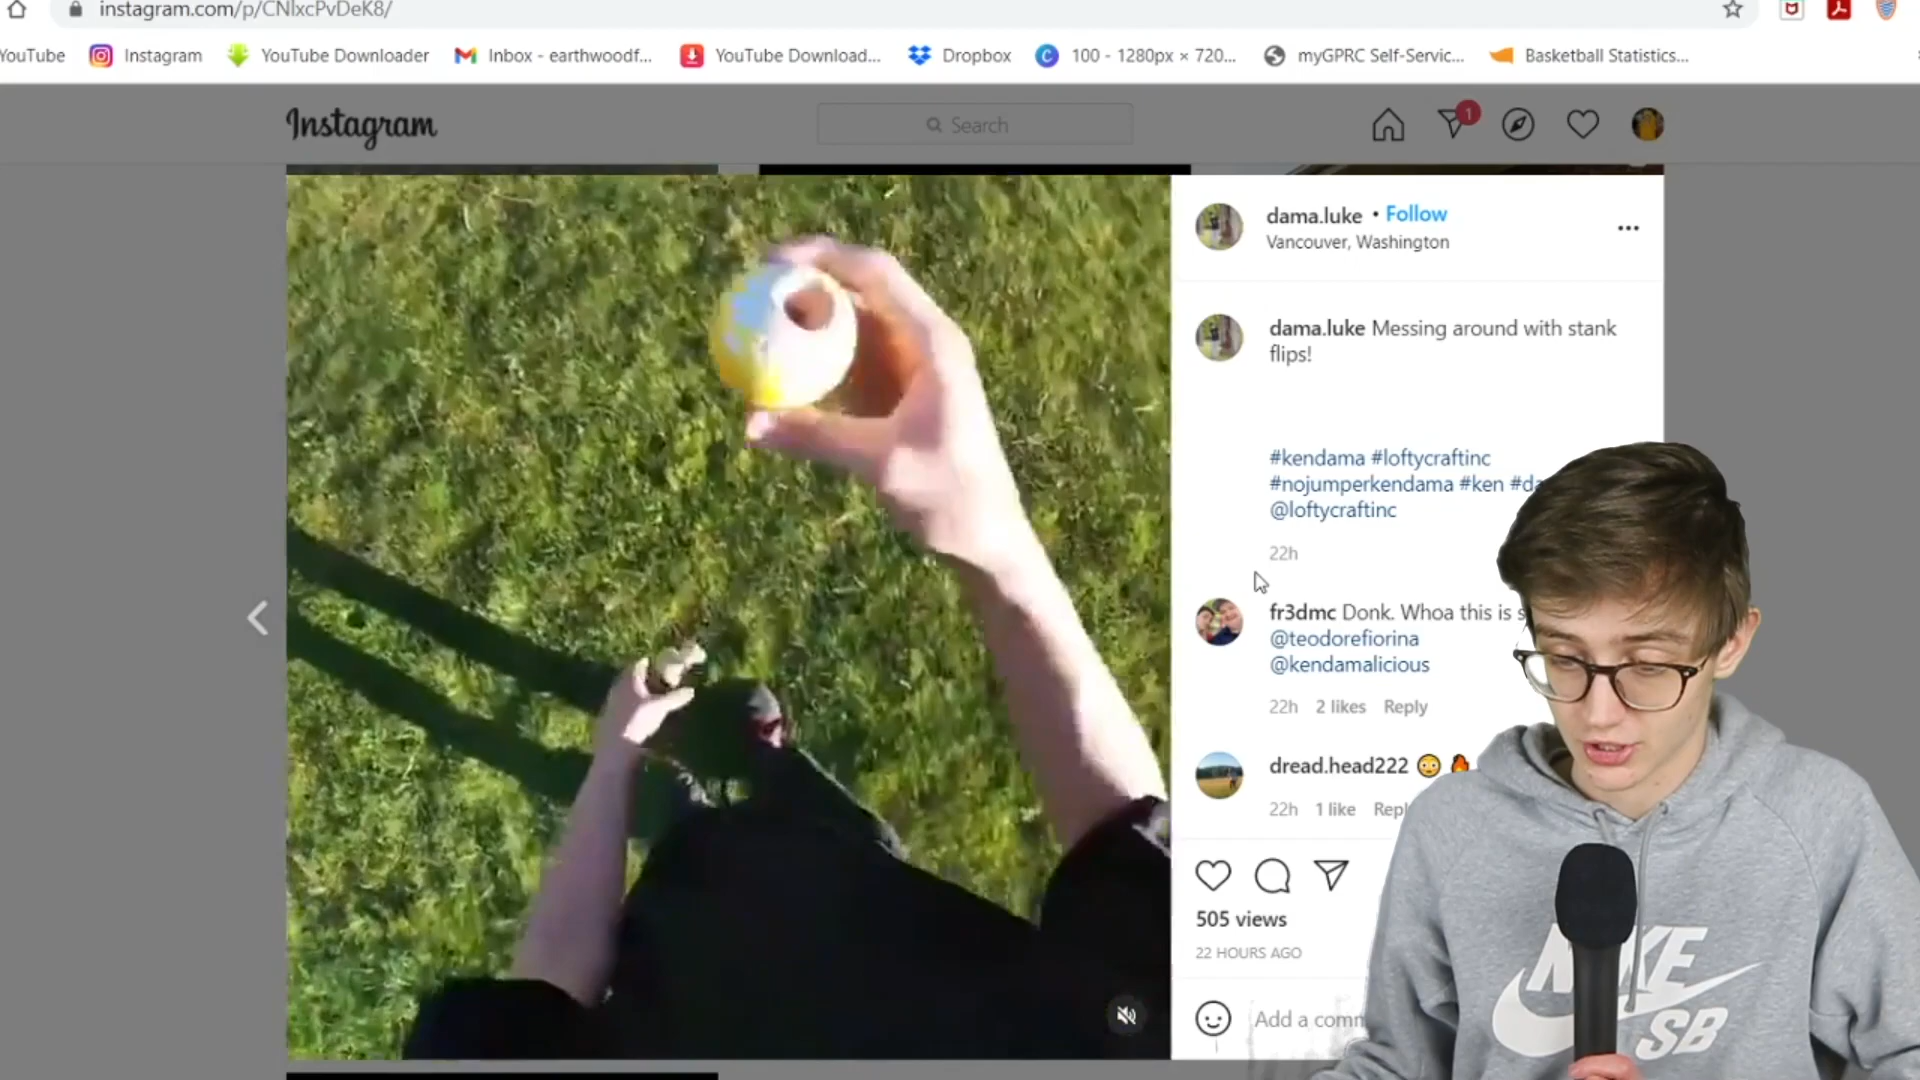 instagram.com/p/CNlxcPvDeK8/
YouTube Instagram YouTube Downloader Inbox - earthwoodf... YouTube Download... Dropbox 100 - 1280px × 720... myGPRC Self-Servic... Basketball Statistics...
Instagram
Search
1
dama.luke • Follow
Vancouver, Washington
dama.luke Messing around with stank
flips!
#kendama #loftycraftinc
#nojumperkendama #ken
@loftycraftinc
22h
fr3dmc Donk. Whoa this is
@teodorefiorina
@kendamalicious
22h 2 likes Reply
dread.head222
22h 1 like
505 views
22 HOURS AGO
Add a
NIKE
SB